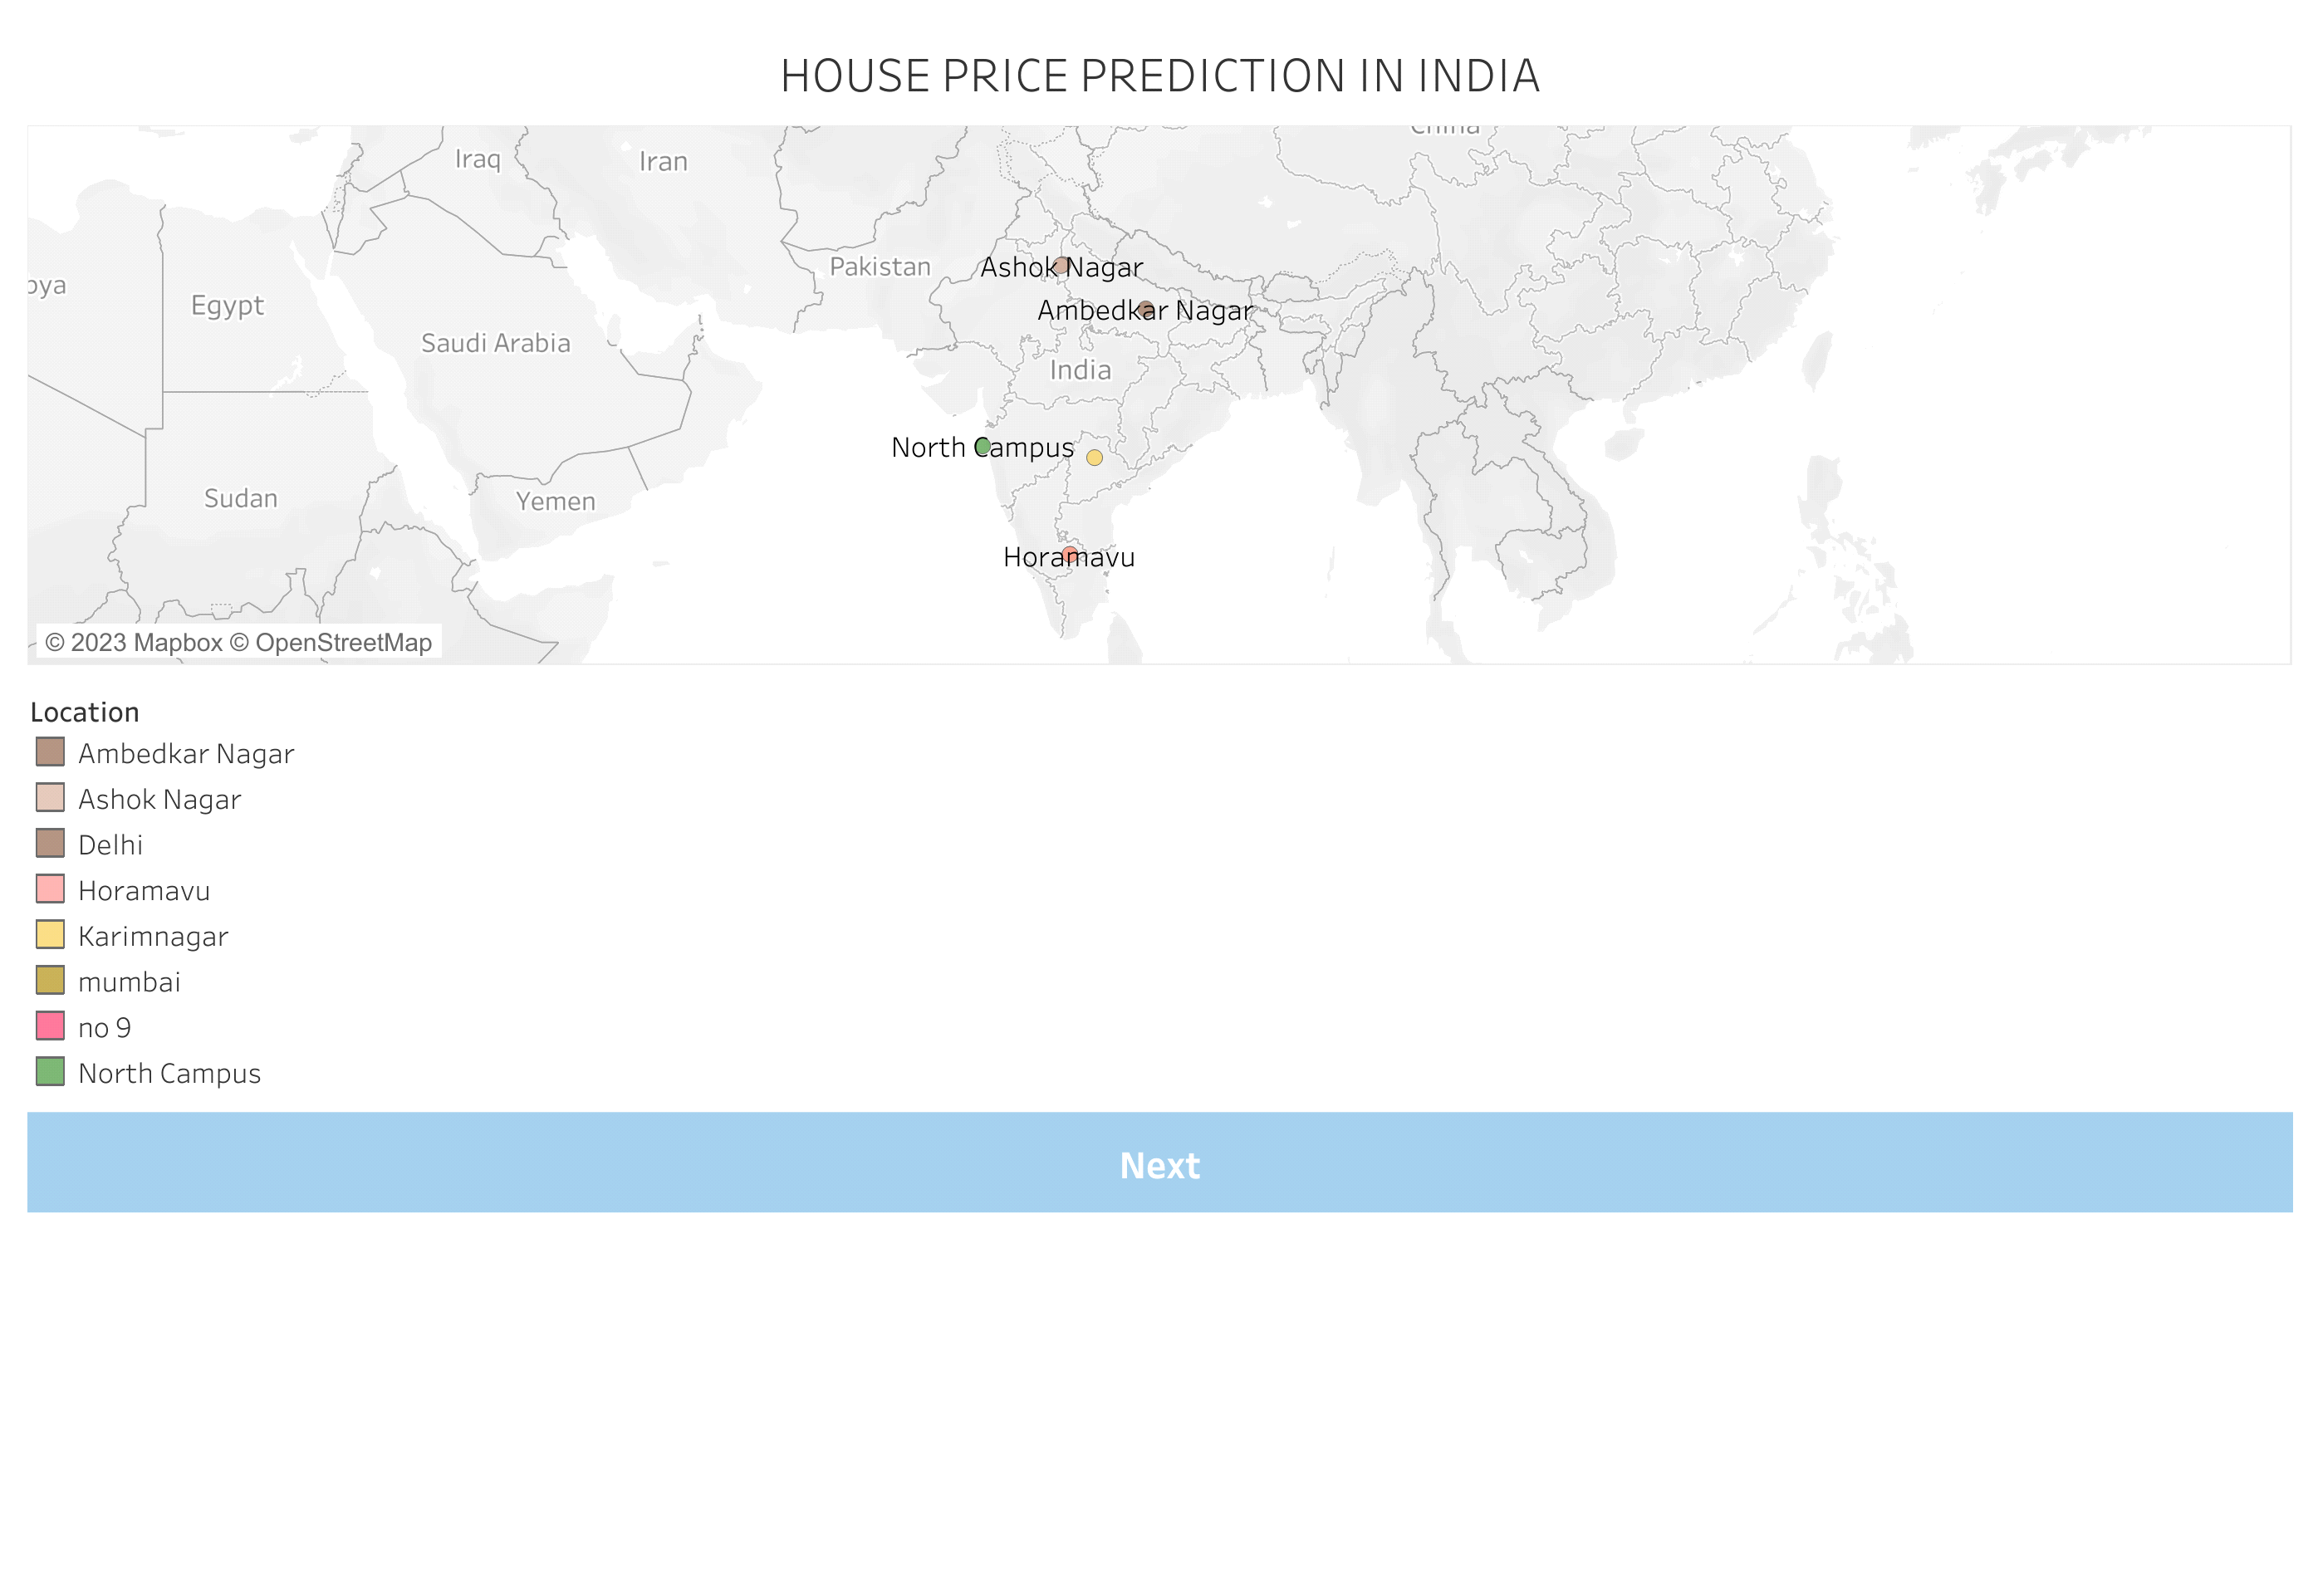 HOUSE PRICE PREDICTION IN INDIA
China
Iraq
Iran
Ashok Nagar
Pakistan
bya
Egypt
Ambedkar Nagar
Saudi Arabia
India
North Campus
Sudan
Yemen
Horamavu
© 2023 Mapbox © OpenStreetMap
Location
Ambedkar Nagar
Ashok Nagar
Delhi
Horamavu
Karimnagar
mumbai
no 9
North Campus
Next